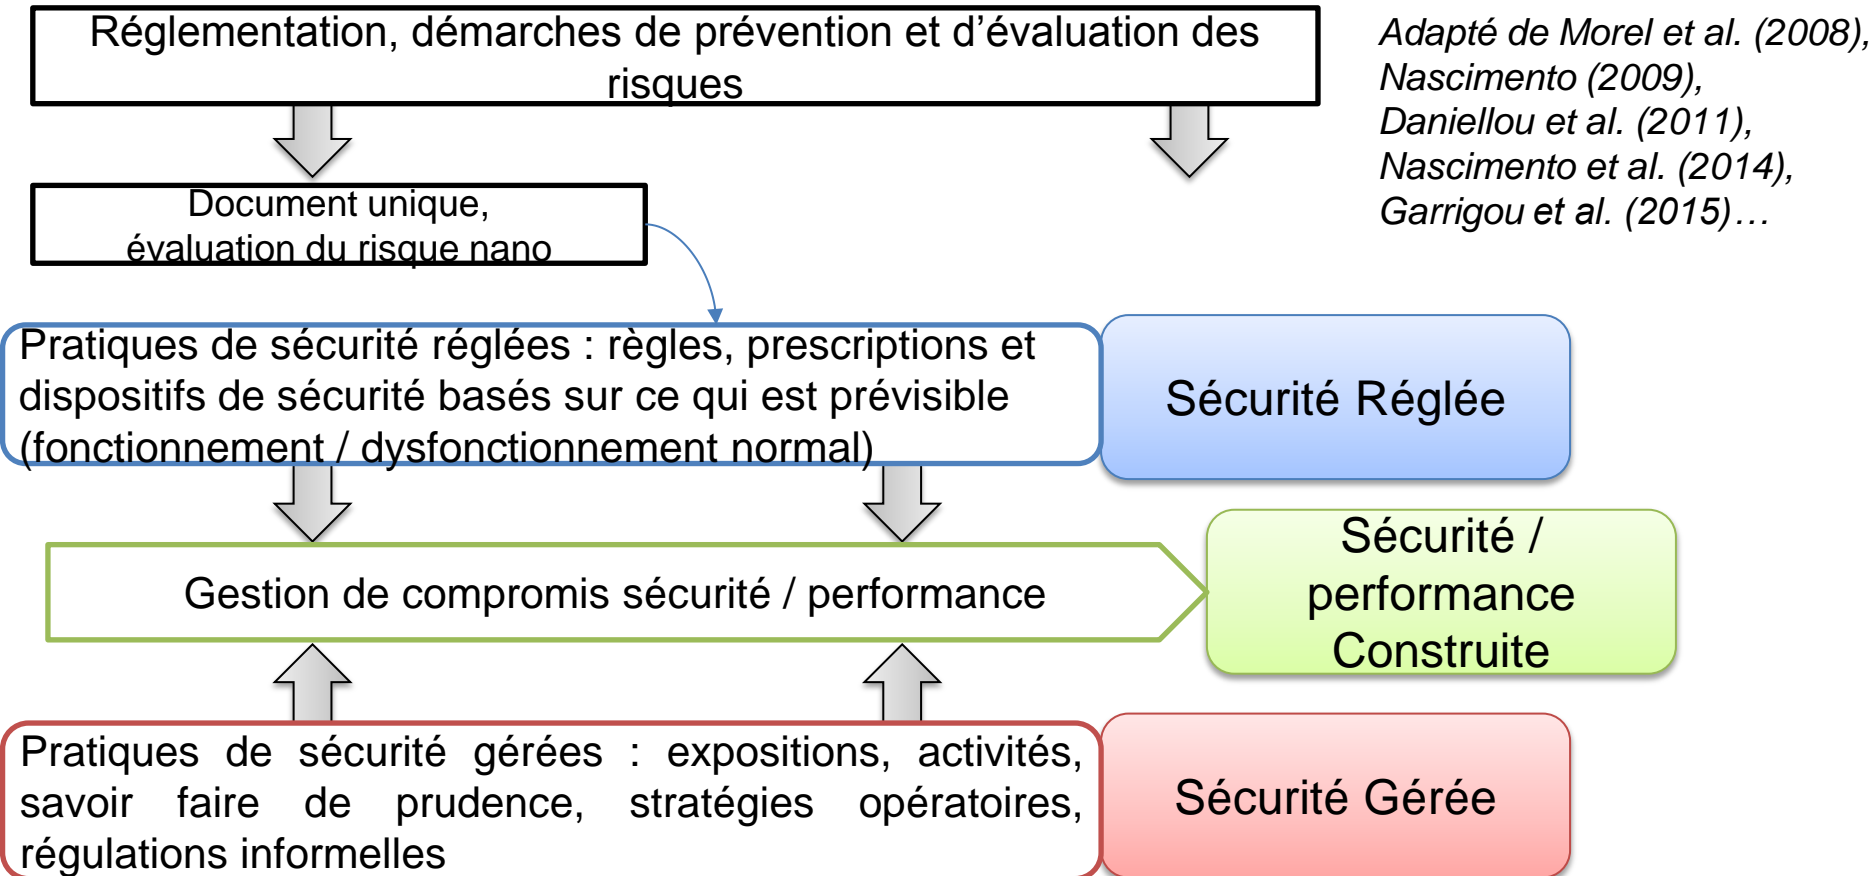 Réglementation, démarches de prévention et d’évaluation des
risques
Adapté de Morel et al. (2008),
Nascimento (2009),
Daniellou et al. (2011),
Nascimento et al. (2014),
Garrigou et al. (2015)…
Document unique,
évaluation du risque nano
Pratiques de sécurité réglées : règles, prescriptions et
dispositifs de sécurité basés sur ce qui est prévisible
(fonctionnement / dysfonctionnement normal)
Sécurité Réglée
Gestion de compromis sécurité / performance
Sécurité /
performance
Construite
Pratiques de sécurité gérées : expositions, activités,
savoir faire de prudence, stratégies opératoires,
régulations informelles
Sécurité Gérée